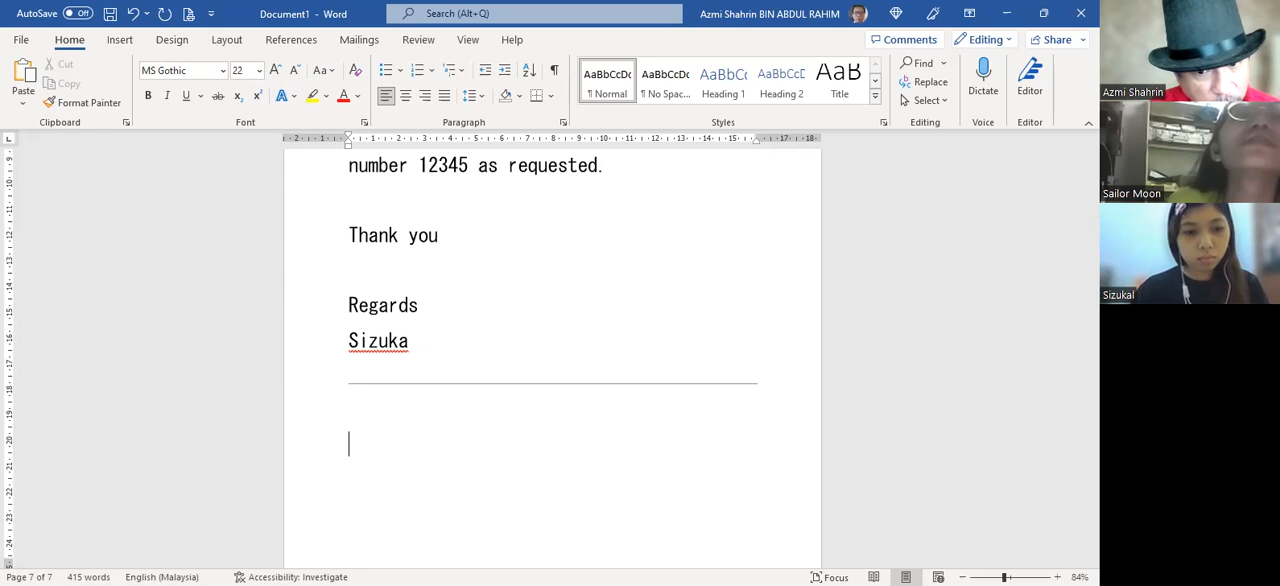 AutoSave Off Document1 - Word Search (Alt+Q) Azmi Shahrin BIN ABDUL RAHIM
File Home Insert Design Layout References Mailings Review View Help Comments Editing Share
Paste Cut Copy Format Painter
MS Gothic 22
AaBbCcDc AaBbCcDc AaBbCc AaBbCcD AaB
¶ Normal ¶ No Spac... Heading 1 Heading 2 Title
Find Replace Select
Dictate Editor
Clipboard Font Paragraph Styles Editing Voice Editor
number 12345 as requested.
Thank you
Regards
Sizuka
Page 7 of 7 415 words English (Malaysia) Accessibility: Investigate Focus 84%
Azmi Shahrin
Sailor Moon
Sizukal